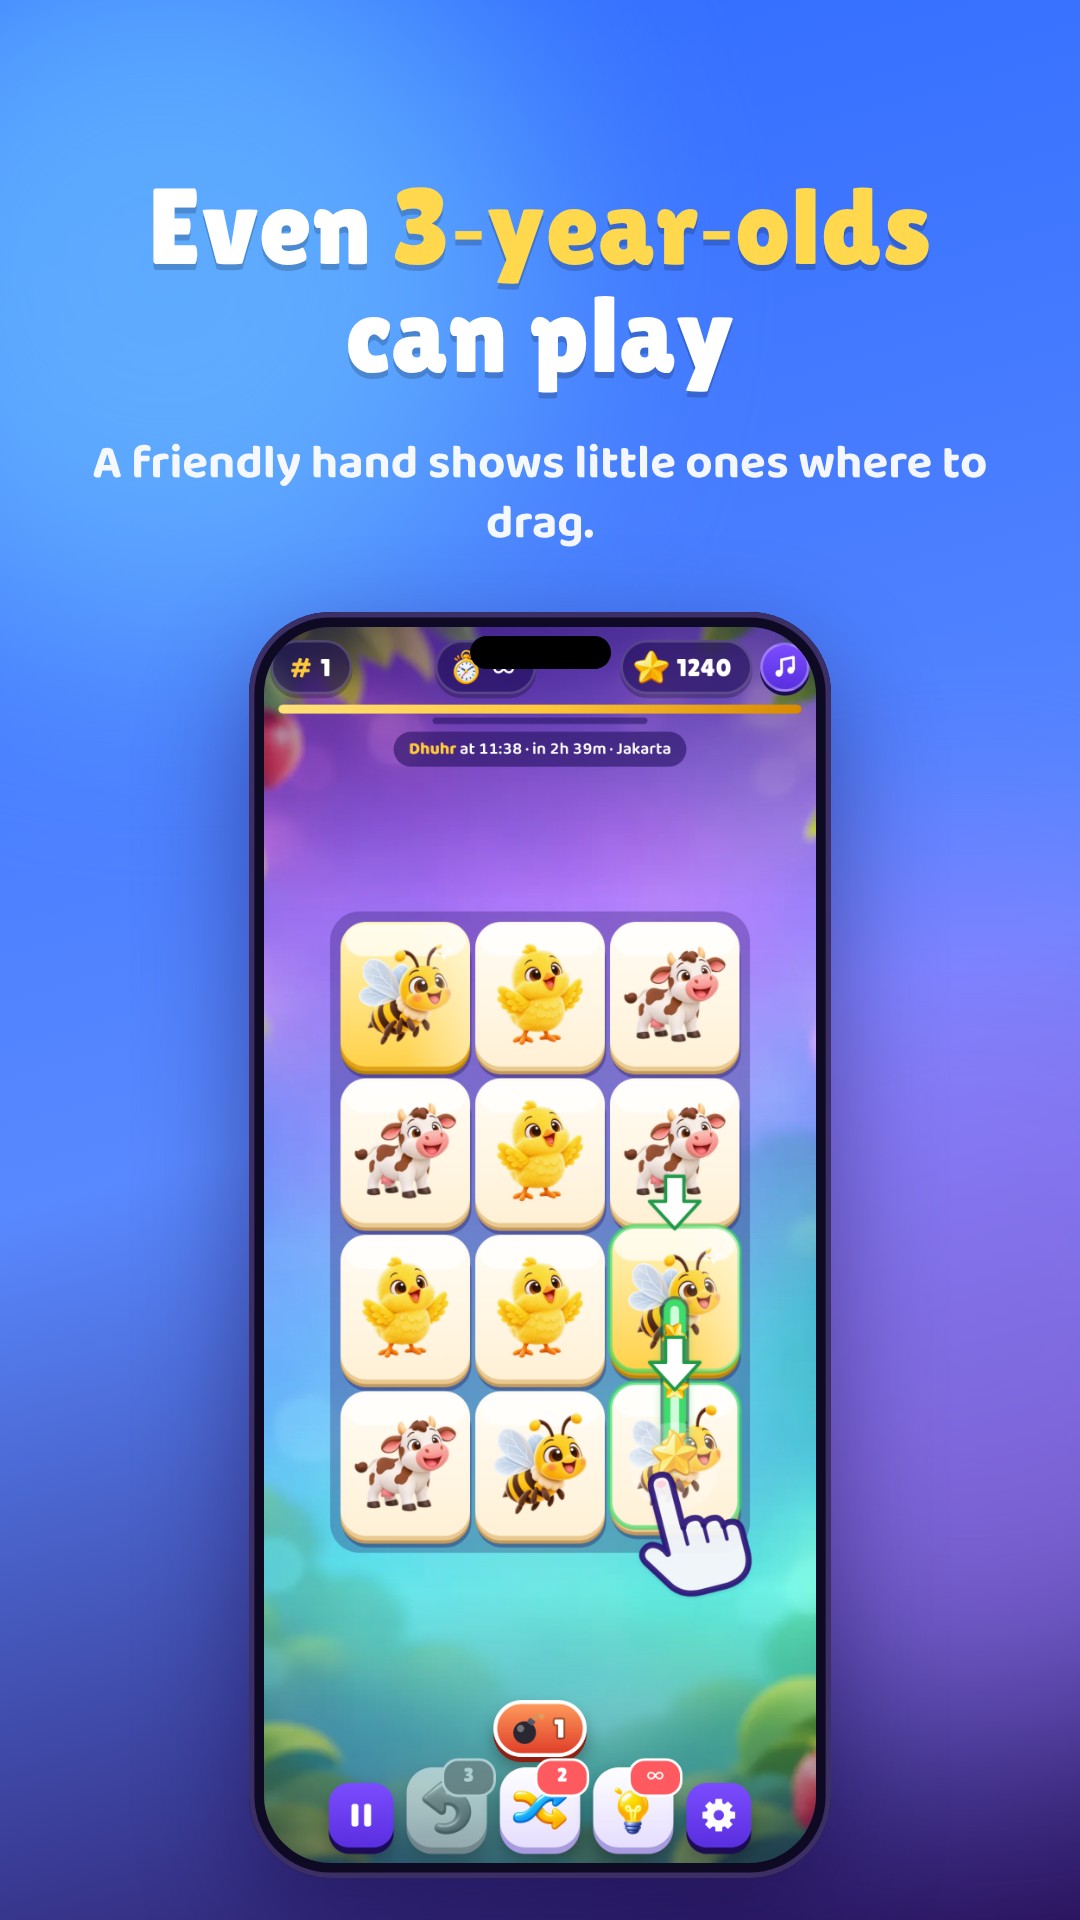 Even 3-year-olds
can play
A friendly hand shows little ones where to
drag.
# 1
∞
1240
Dhuhr at 11:38 · in 2h 39m · Jakarta
1
3
2
∞